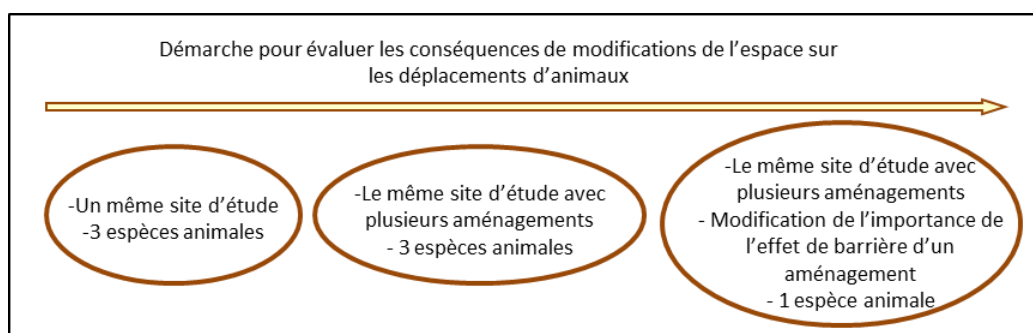 Démarche pour évaluer les conséquences de modifications de l’espace sur
les déplacements d’animaux
-Un même site d’étude
-3 espèces animales
-Le même site d’étude avec
plusieurs aménagements
- 3 espèces animales
-Le même site d’étude avec
plusieurs aménagements
- Modification de l’importance de
l’effet de barrière d’un
aménagement
- 1 espèce animale